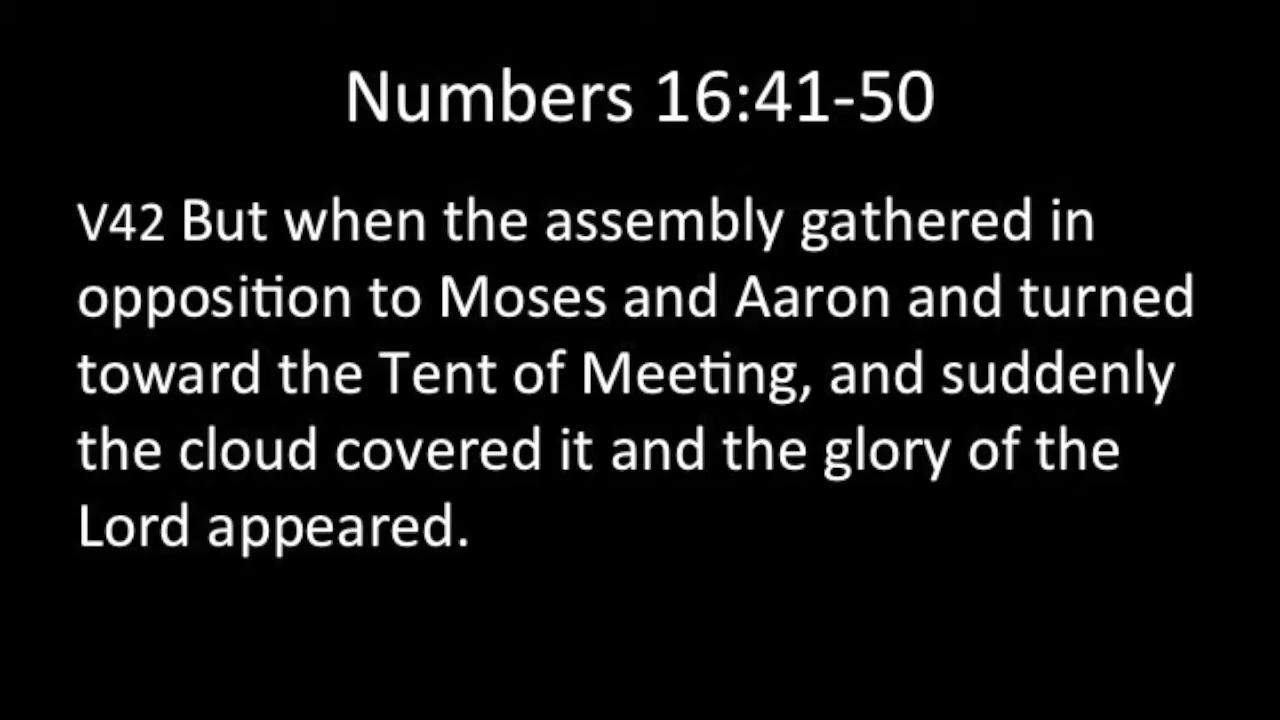 Numbers 16:41-50
V42 But when the assembly gathered in
opposition to Moses and Aaron and turned
toward the Tent of Meeting, and suddenly
the cloud covered it and the glory of the
Lord appeared.